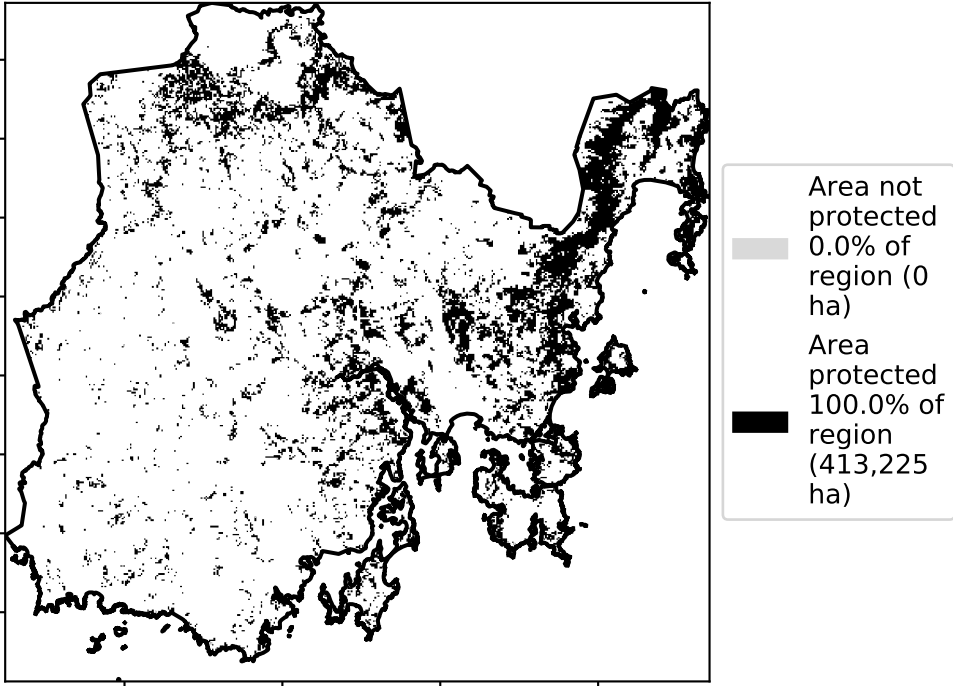 Area not
protected
0.0% of
region (0
ha)
Area
protected
100.0% of
region
(413,225
ha)